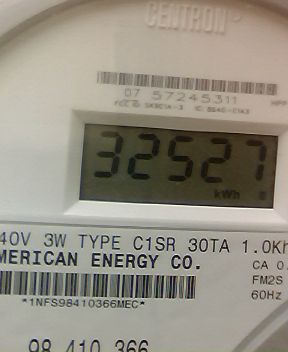 CENTRON
07 57245311
32527
kWh
40V 3W TYPE C1SR 30TA 1.0Kh
MERICAN ENERGY CO.
CA 0.
FM2S
*1NFS98410366MEC*
60Hz
98 410 366